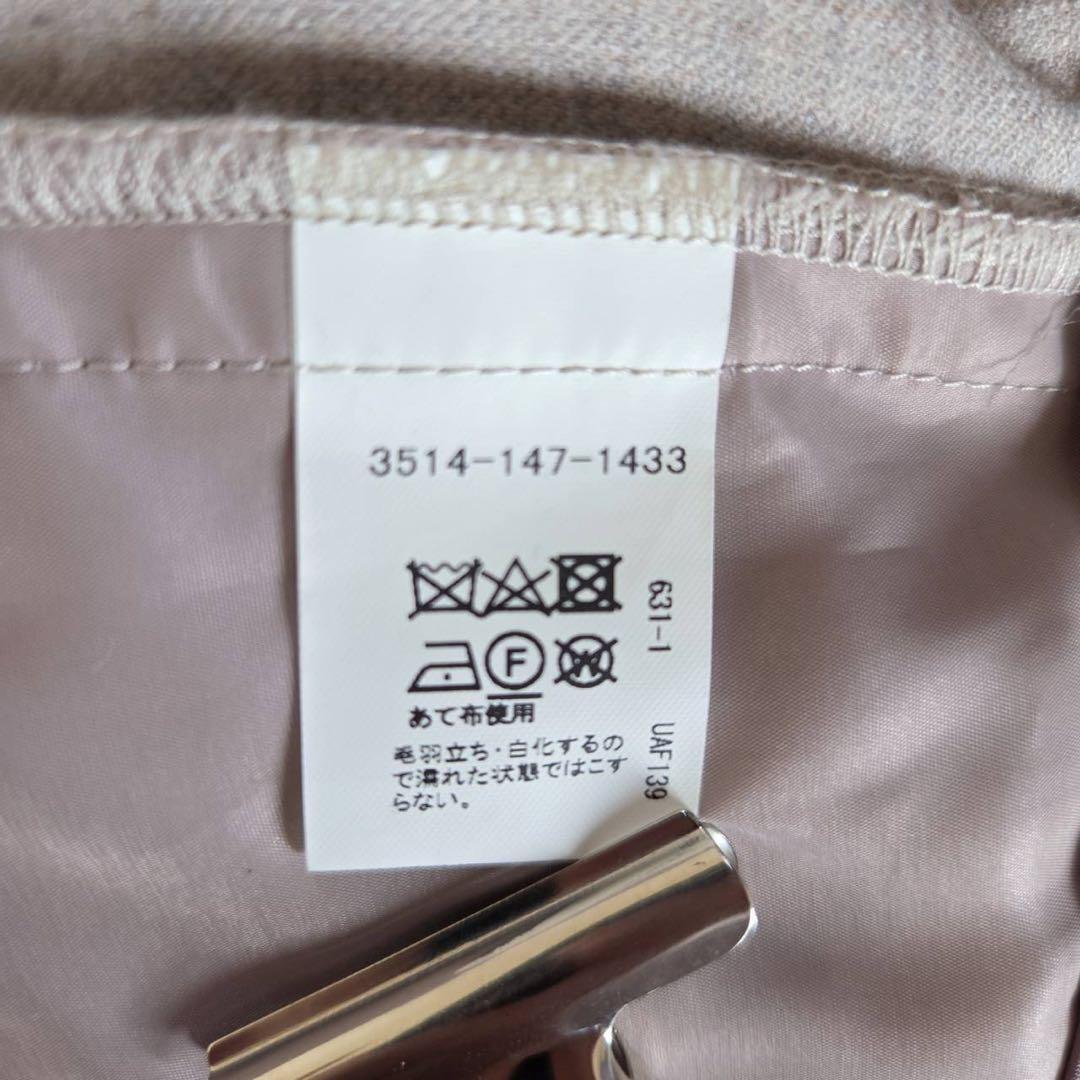 3514-147-1433
631-1
F
W
あて布使用
毛羽立ち・白化するの
で濡れた状態ではこす
らない。
UAF139